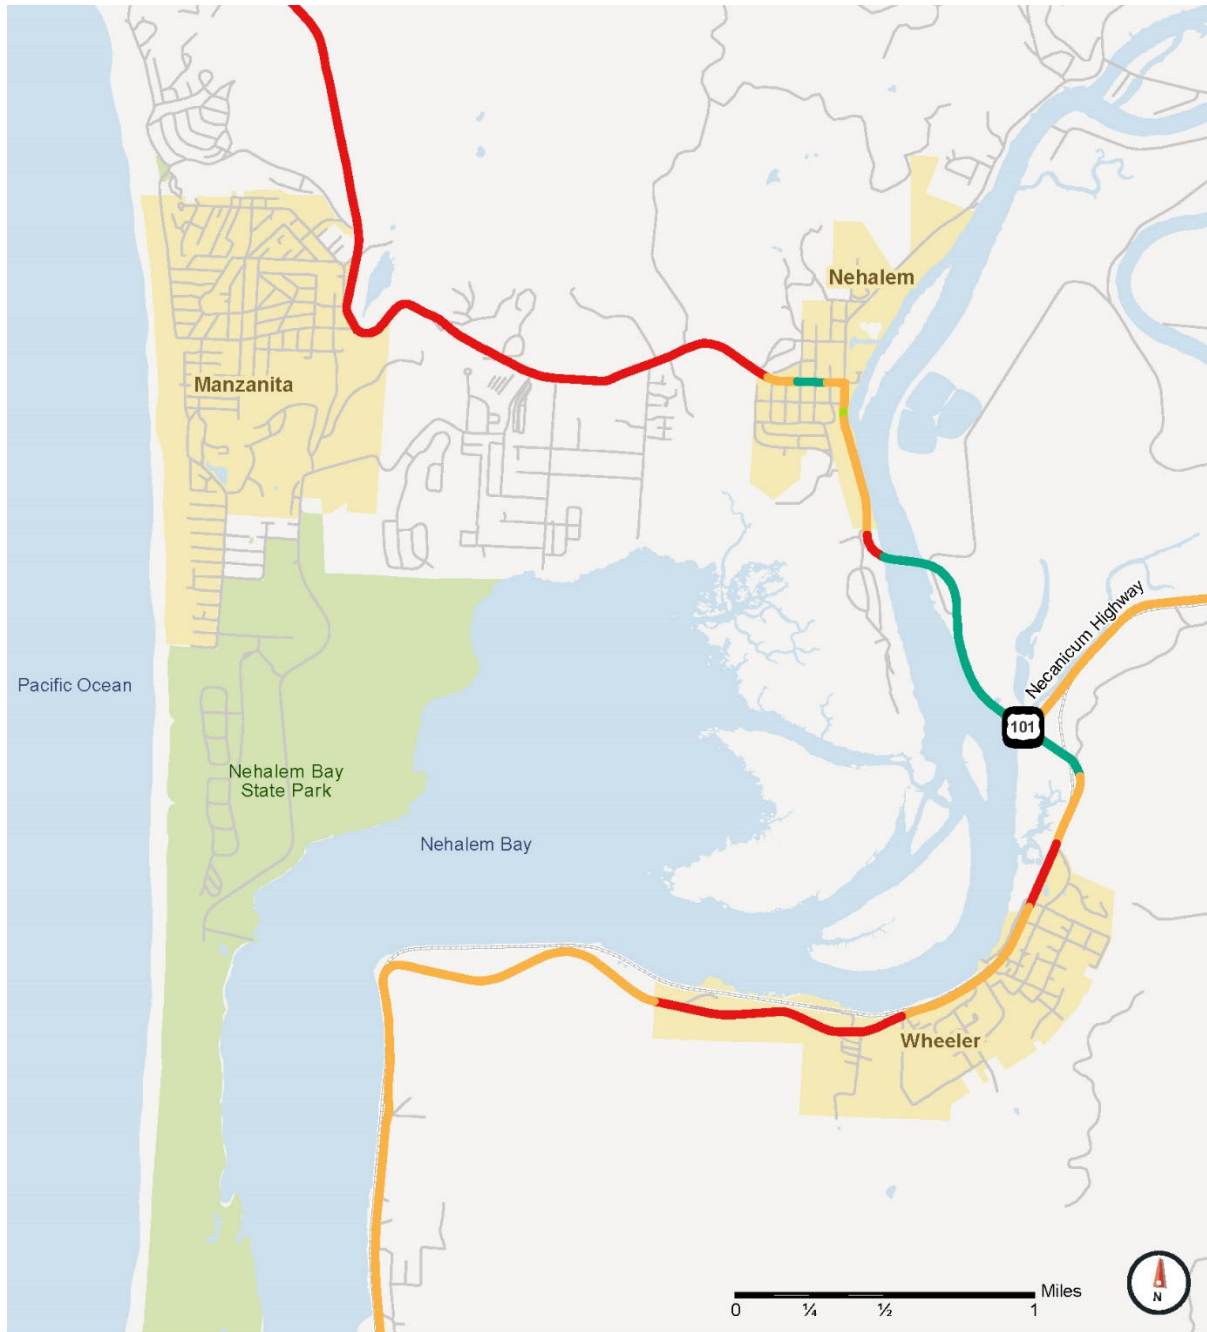 Nehalem
Manzanita
Necanicum Highway
Pacific Ocean
101
Nehalem Bay
State Park
Nehalem Bay
Wheeler
Miles
0 ¼ ½ 1
N